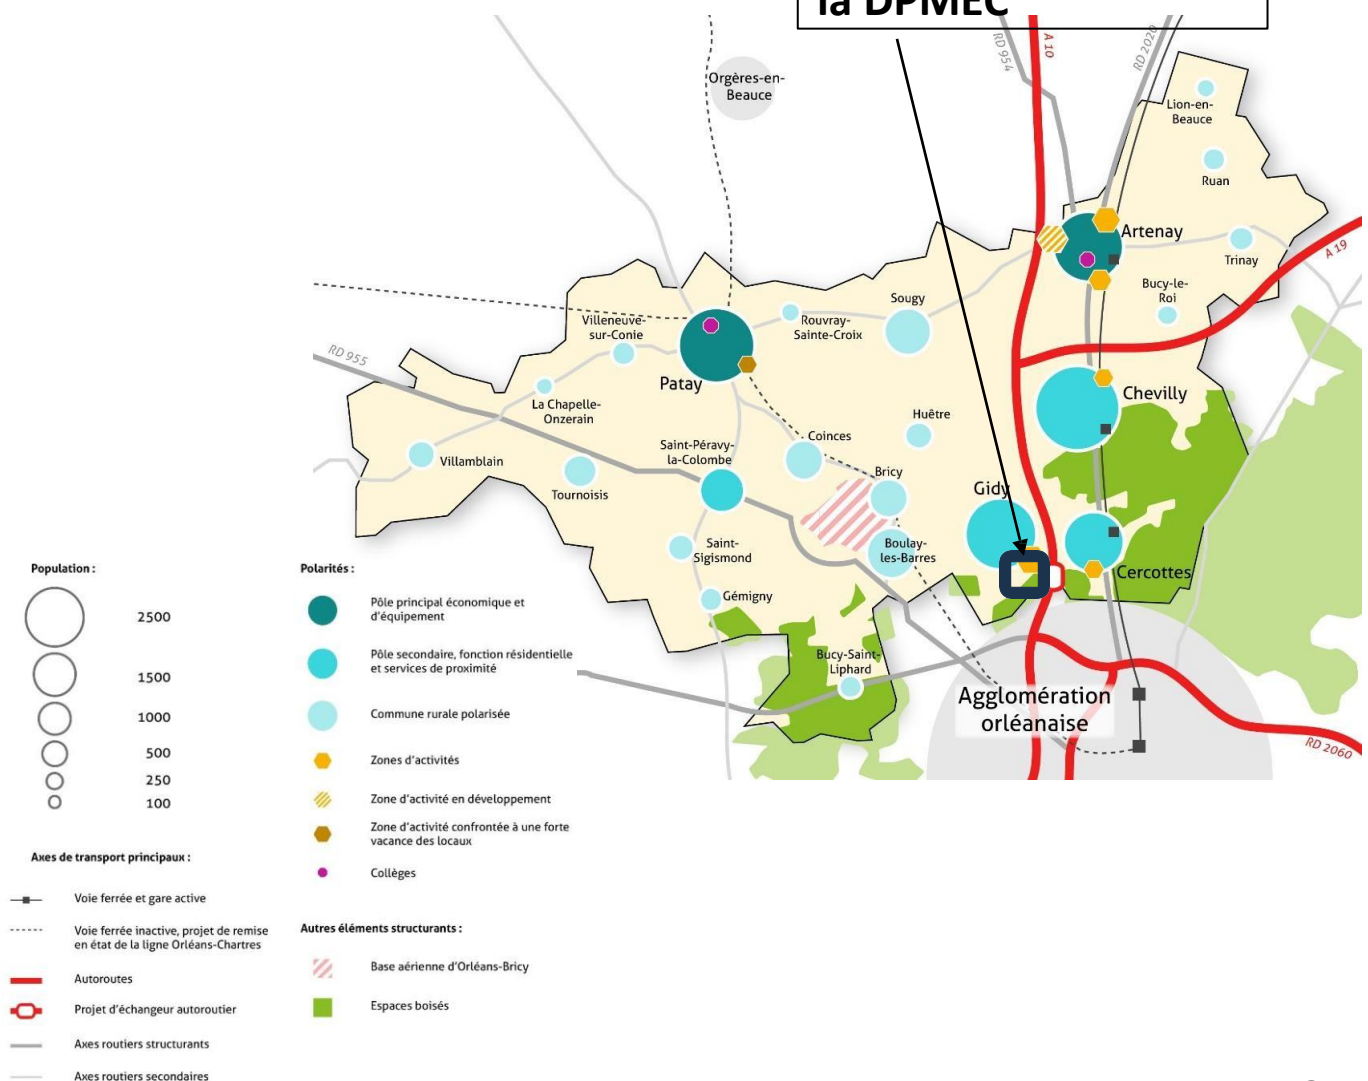 la DPMEC
Orgères-en-
Beauce
RD 954
A 10
RD 2020
Lion-en-
Beauce
Ruan
Artenay
Trinay
A 19
Bucy-le-
Roi
Sougy
Rouvray-
Sainte-Croix
Villeneuve-
sur-Conie
RD 955
Patay
La Chapelle-
Onzerain
Chevilly
Huêtre
Coinces
Saint-Péravy-
la-Colombe
Villamblain
Tournoisis
Bricy
Gidy
Saint-
Sigismond
Boulay-
les-Barres
Cercottes
Gémigny
Bucy-Saint-
Liphard
Agglomération
orléanaise
RD 2060
Population :
2500
1500
1000
500
250
100
Axes de transport principaux :
Voie ferrée et gare active
Voie ferrée inactive, projet de remise
en état de la ligne Orléans-Chartres
Autoroutes
Projet d'échangeur autoroutier
Axes routiers structurants
Axes routiers secondaires
Polarités :
Pôle principal économique et
d'équipement
Pôle secondaire, fonction résidentielle
et services de proximité
Commune rurale polarisée
Zones d'activités
Zone d'activité en développement
Zone d'activité confrontée à une forte
vacance des locaux
Collèges
Autres éléments structurants :
Base aérienne d'Orléans-Bricy
Espaces boisés